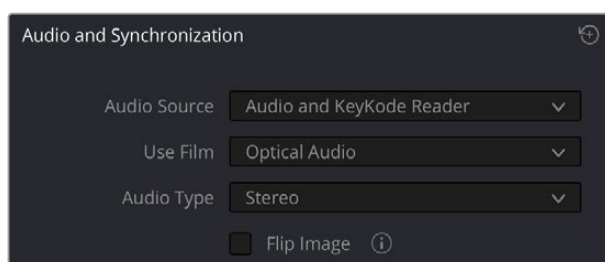 Audio and Synchronization
Audio Source Audio and KeyKode Reader
Use Film Optical Audio
Audio Type Stereo
Flip Image